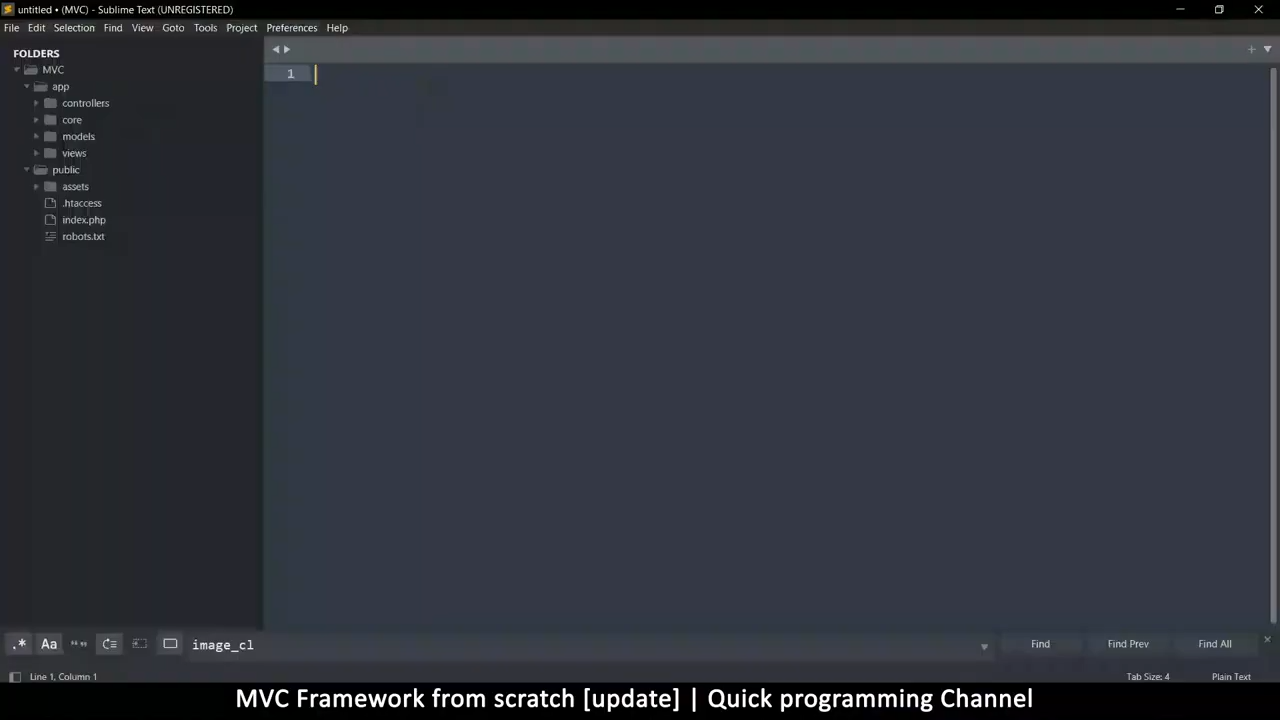 untitled • (MVC) - Sublime Text (UNREGISTERED)
File Edit Selection Find View Goto Tools Project Preferences Help
FOLDERS
MVC
app
controllers
core
models
views
public
assets
.htaccess
index.php
robots.txt
1
.* Aa “” image_cl Find Find Prev Find All
Line 1, Column 1 Tab Size: 4 Plain Text
MVC Framework from scratch [update] | Quick programming Channel